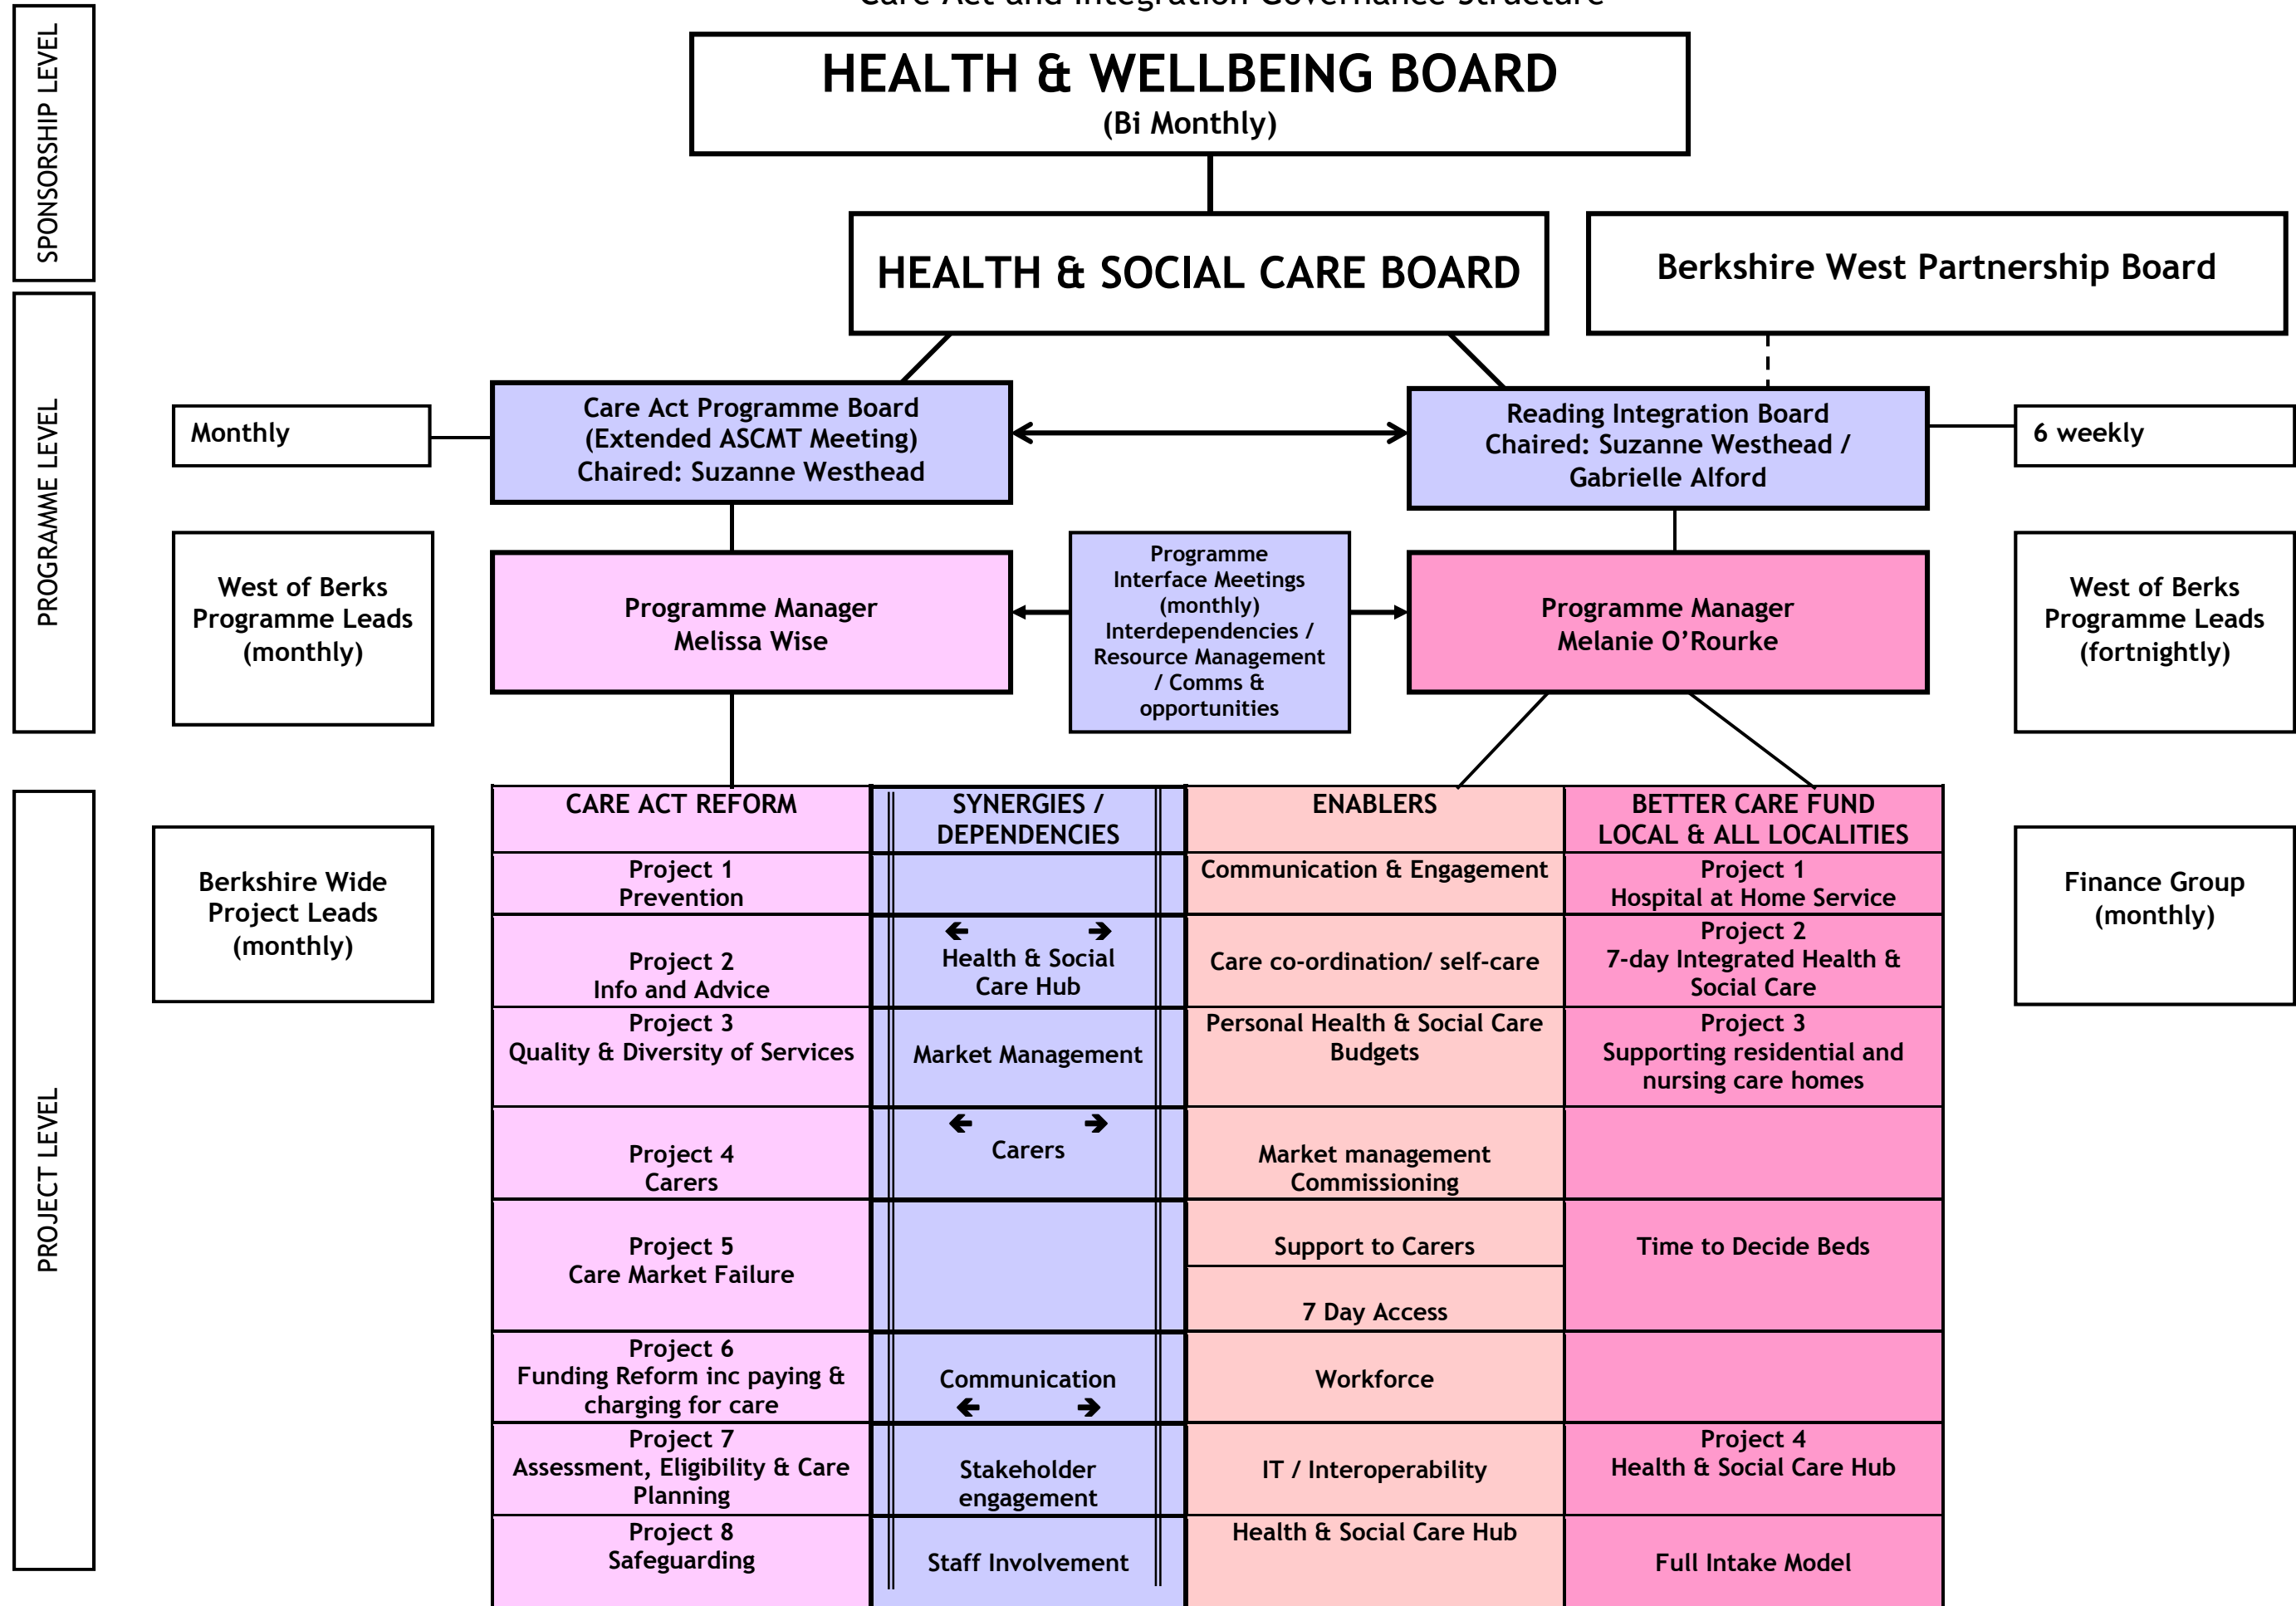 Care Act and Integration Governance Structure
SPONSORSHIP LEVEL
HEALTH & WELLBEING BOARD
(Bi Monthly)
HEALTH & SOCIAL CARE BOARD
Berkshire West Partnership Board
PROGRAMME LEVEL
Monthly
Care Act Programme Board
(Extended ASCMT Meeting)
Chaired: Suzanne Westhead
Reading Integration Board
Chaired: Suzanne Westhead /
Gabrielle Alford
6 weekly
West of Berks
Programme Leads
(monthly)
Programme Manager
Melissa Wise
Programme
Interface Meetings
(monthly)
Interdependencies /
Resource Management
/ Comms &
opportunities
Programme Manager
Melanie O’Rourke
West of Berks
Programme Leads
(fortnightly)
PROJECT LEVEL
Berkshire Wide
Project Leads
(monthly)
Finance Group
(monthly)
CARE ACT REFORM
SYNERGIES /
DEPENDENCIES
ENABLERS
BETTER CARE FUND
LOCAL & ALL LOCALITIES
Project 1
Prevention
Communication & Engagement
Project 1
Hospital at Home Service
Project 2
Info and Advice
🡸 🡺
Health & Social
Care Hub
Care co-ordination/ self-care
Project 2
7-day Integrated Health &
Social Care
Project 3
Quality & Diversity of Services
Market Management
Personal Health & Social Care
Budgets
Project 3
Supporting residential and
nursing care homes
Project 4
Carers
🡸 🡺
Carers
Market management
Commissioning
Project 5
Care Market Failure
Support to Carers
7 Day Access
Time to Decide Beds
Project 6
Funding Reform inc paying &
charging for care
Communication
🡸 🡺
Workforce
Project 7
Assessment, Eligibility & Care
Planning
Stakeholder
engagement
IT / Interoperability
Project 4
Health & Social Care Hub
Project 8
Safeguarding
Staff Involvement
Health & Social Care Hub
Full Intake Model